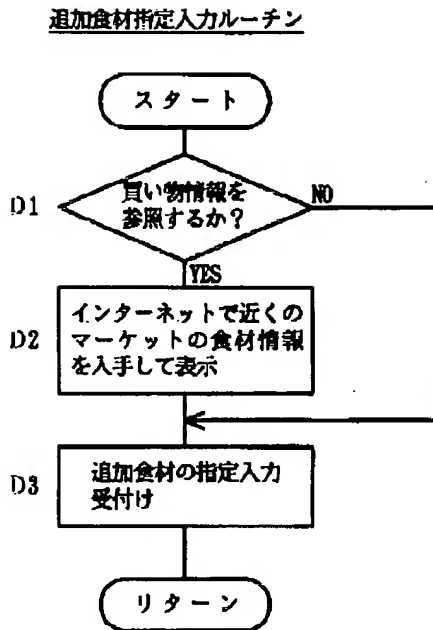 追加食材指定入力ルーチン
スタート
D1
買い物情報を
参照するか?
NO
YES
D2
インターネットで近くの
マーケットの食材情報
を入手して表示
D3
追加食材の指定入力
受付け
リターン